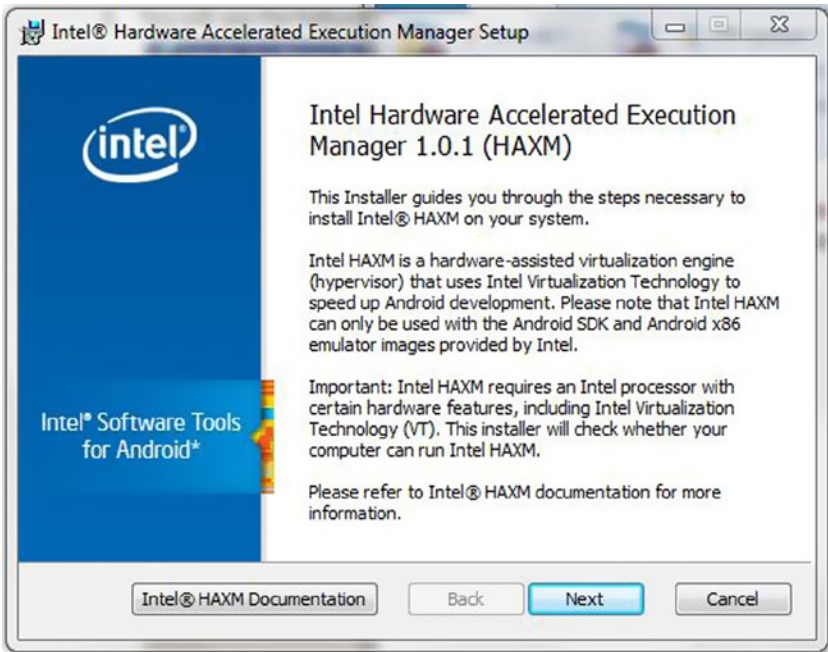 Intel® Hardware Accelerated Execution Manager Setup
intel
Intel Hardware Accelerated Execution
Manager 1.0.1 (HAXM)
This Installer guides you through the steps necessary to
install Intel® HAXM on your system.
Intel HAXM is a hardware-assisted virtualization engine
(hypervisor) that uses Intel Virtualization Technology to
speed up Android development. Please note that Intel HAXM
can only be used with the Android SDK and Android x86
emulator images provided by Intel.
Important: Intel HAXM requires an Intel processor with
certain hardware features, including Intel Virtualization
Technology (VT). This installer will check whether your
computer can run Intel HAXM.
Please refer to Intel® HAXM documentation for more
information.
Intel® Software Tools
for Android*
Intel® HAXM Documentation
Back
Next
Cancel